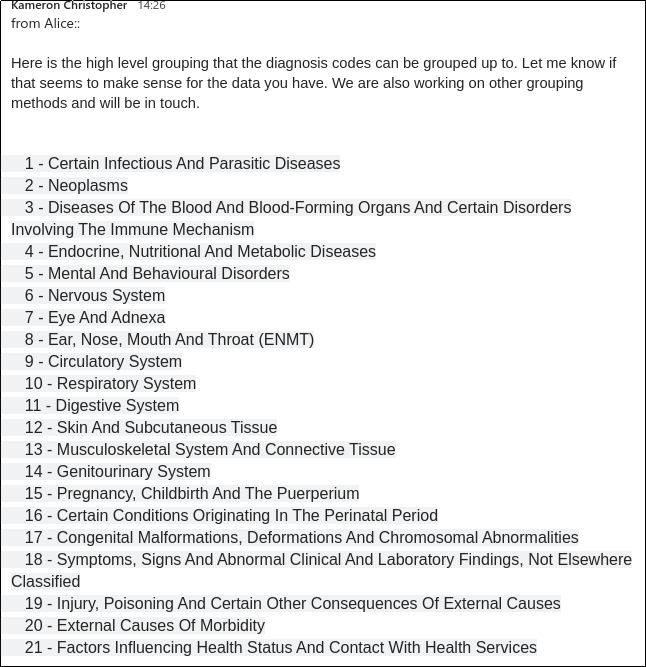 Kameron Christopher 14:26
from Alice::
Here is the high level grouping that the diagnosis codes can be grouped up to. Let me know if
that seems to make sense for the data you have. We are also working on other grouping
methods and will be in touch.
1 - Certain Infectious And Parasitic Diseases
2 - Neoplasms
3 - Diseases Of The Blood And Blood-Forming Organs And Certain Disorders
Involving The Immune Mechanism
4 - Endocrine, Nutritional And Metabolic Diseases
5 - Mental And Behavioural Disorders
6 - Nervous System
7 - Eye And Adnexa
8 - Ear, Nose, Mouth And Throat (ENMT)
9 - Circulatory System
10 - Respiratory System
11 - Digestive System
12 - Skin And Subcutaneous Tissue
13 - Musculoskeletal System And Connective Tissue
14 - Genitourinary System
15 - Pregnancy, Childbirth And The Puerperium
16 - Certain Conditions Originating In The Perinatal Period
17 - Congenital Malformations, Deformations And Chromosomal Abnormalities
18 - Symptoms, Signs And Abnormal Clinical And Laboratory Findings, Not Elsewhere
Classified
19 - Injury, Poisoning And Certain Other Consequences Of External Causes
20 - External Causes Of Morbidity
21 - Factors Influencing Health Status And Contact With Health Services